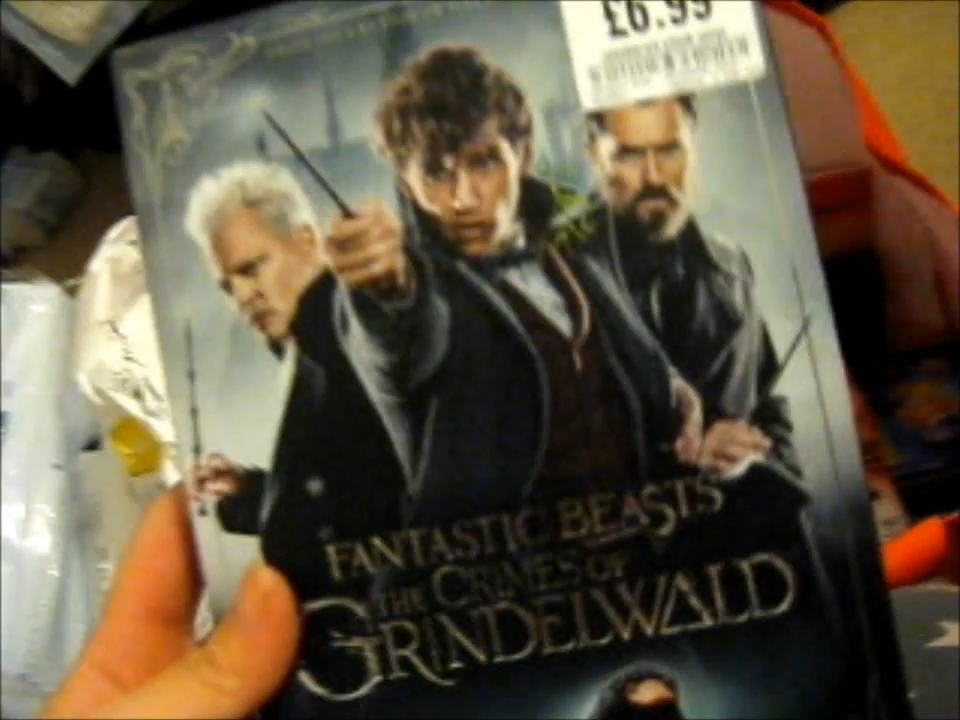 £6.99
FANTASTIC BEASTS
THE CRIMES OF
GRINDELWALD